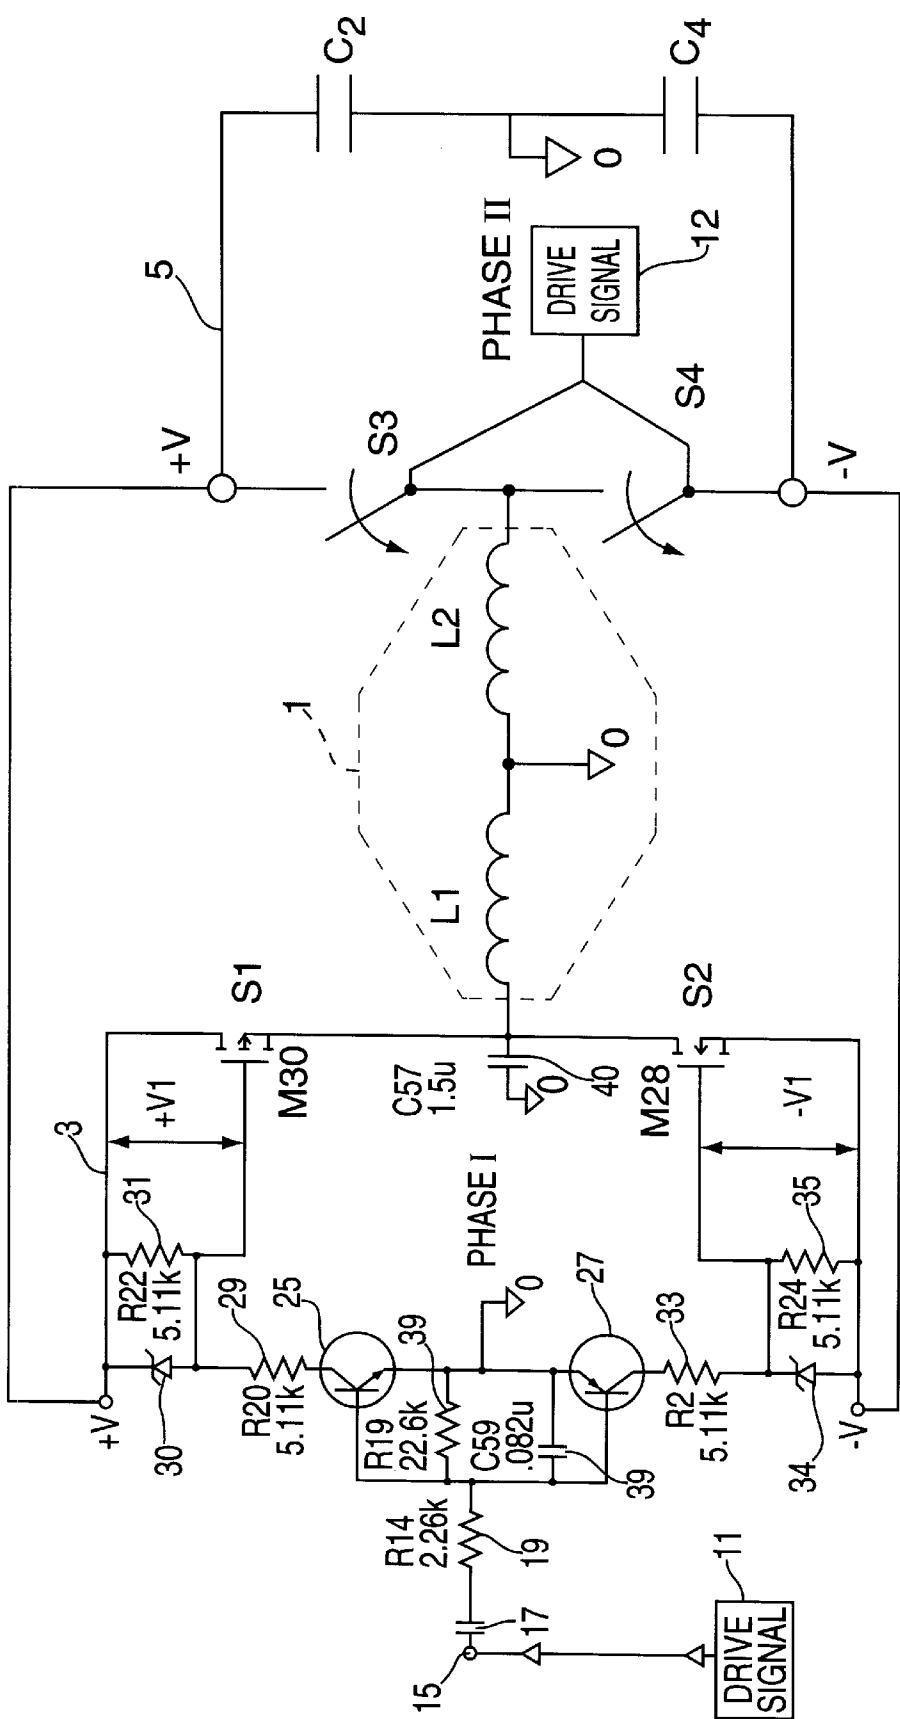 +V
3
R22
5.11k
31
30
29
R20
5.11k
25
+V1
S1
M30
R19
22.6k
39
0
PHASE I
C57
1.5u
0
40
R14
2.26k
19
17
15
C59
.082u
39
27
33
R2
5.11k
R24
5.11k
35
34
-V
-V1
M28
S2
DRIVE
SIGNAL
11
1
L1
L2
0
+V
5
S3
S4
-V
PHASE II
DRIVE
SIGNAL
12
C2
0
C4